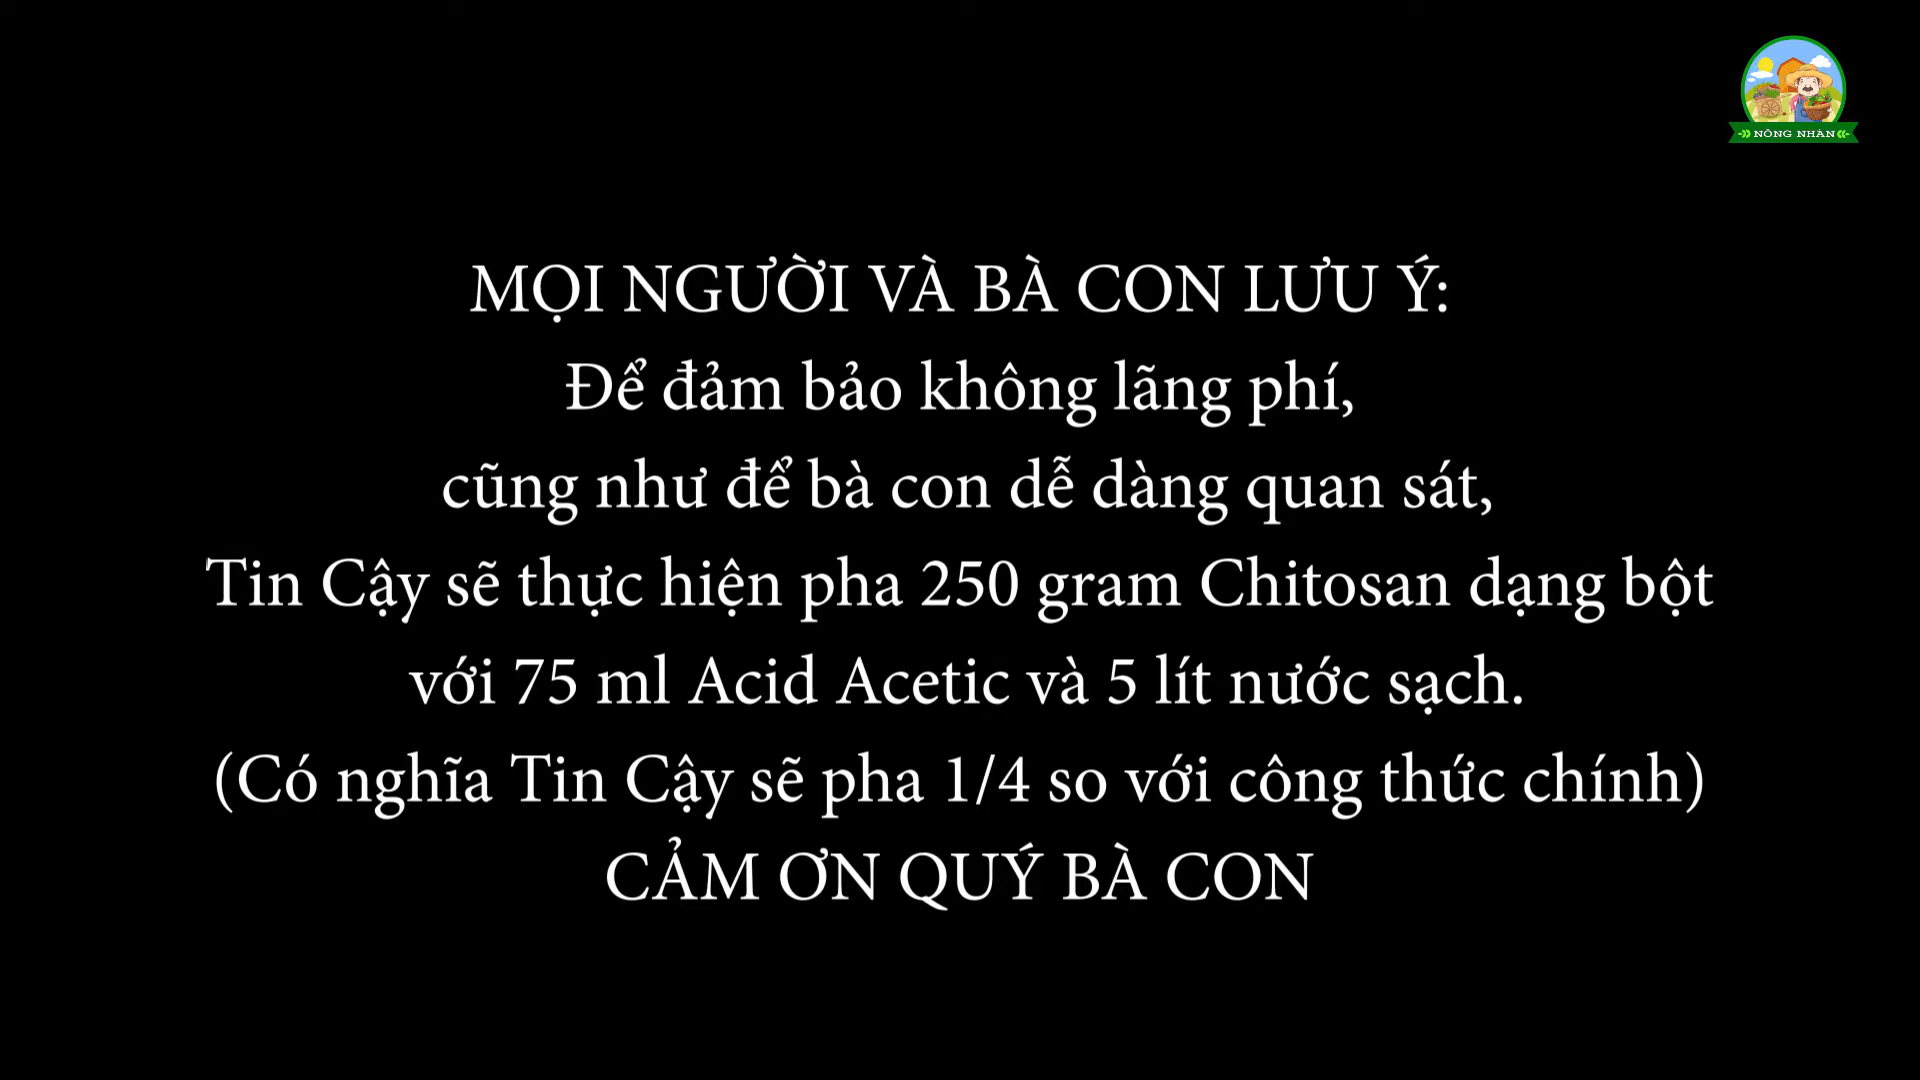 NÔNG NHÀN
MỌI NGƯỜI VÀ BÀ CON LƯU Ý:
Để đảm bảo không lãng phí,
cũng như để bà con dễ dàng quan sát,
Tin Cậy sẽ thực hiện pha 250 gram Chitosan dạng bột
với 75 ml Acid Acetic và 5 lít nước sạch.
(Có nghĩa Tin Cậy sẽ pha 1/4 so với công thức chính)
CẢM ƠN QUÝ BÀ CON